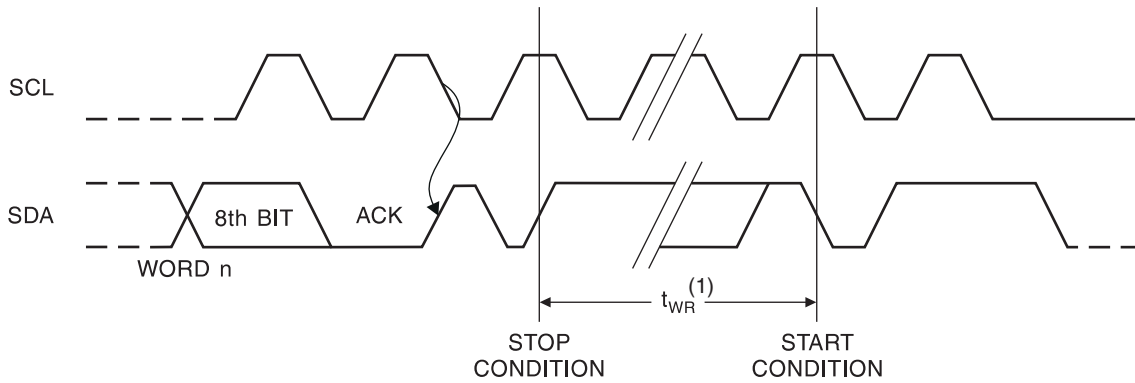 SCL
SDA
8th BIT
ACK
WORD n
tWR(1)
STOP
CONDITION
START
CONDITION